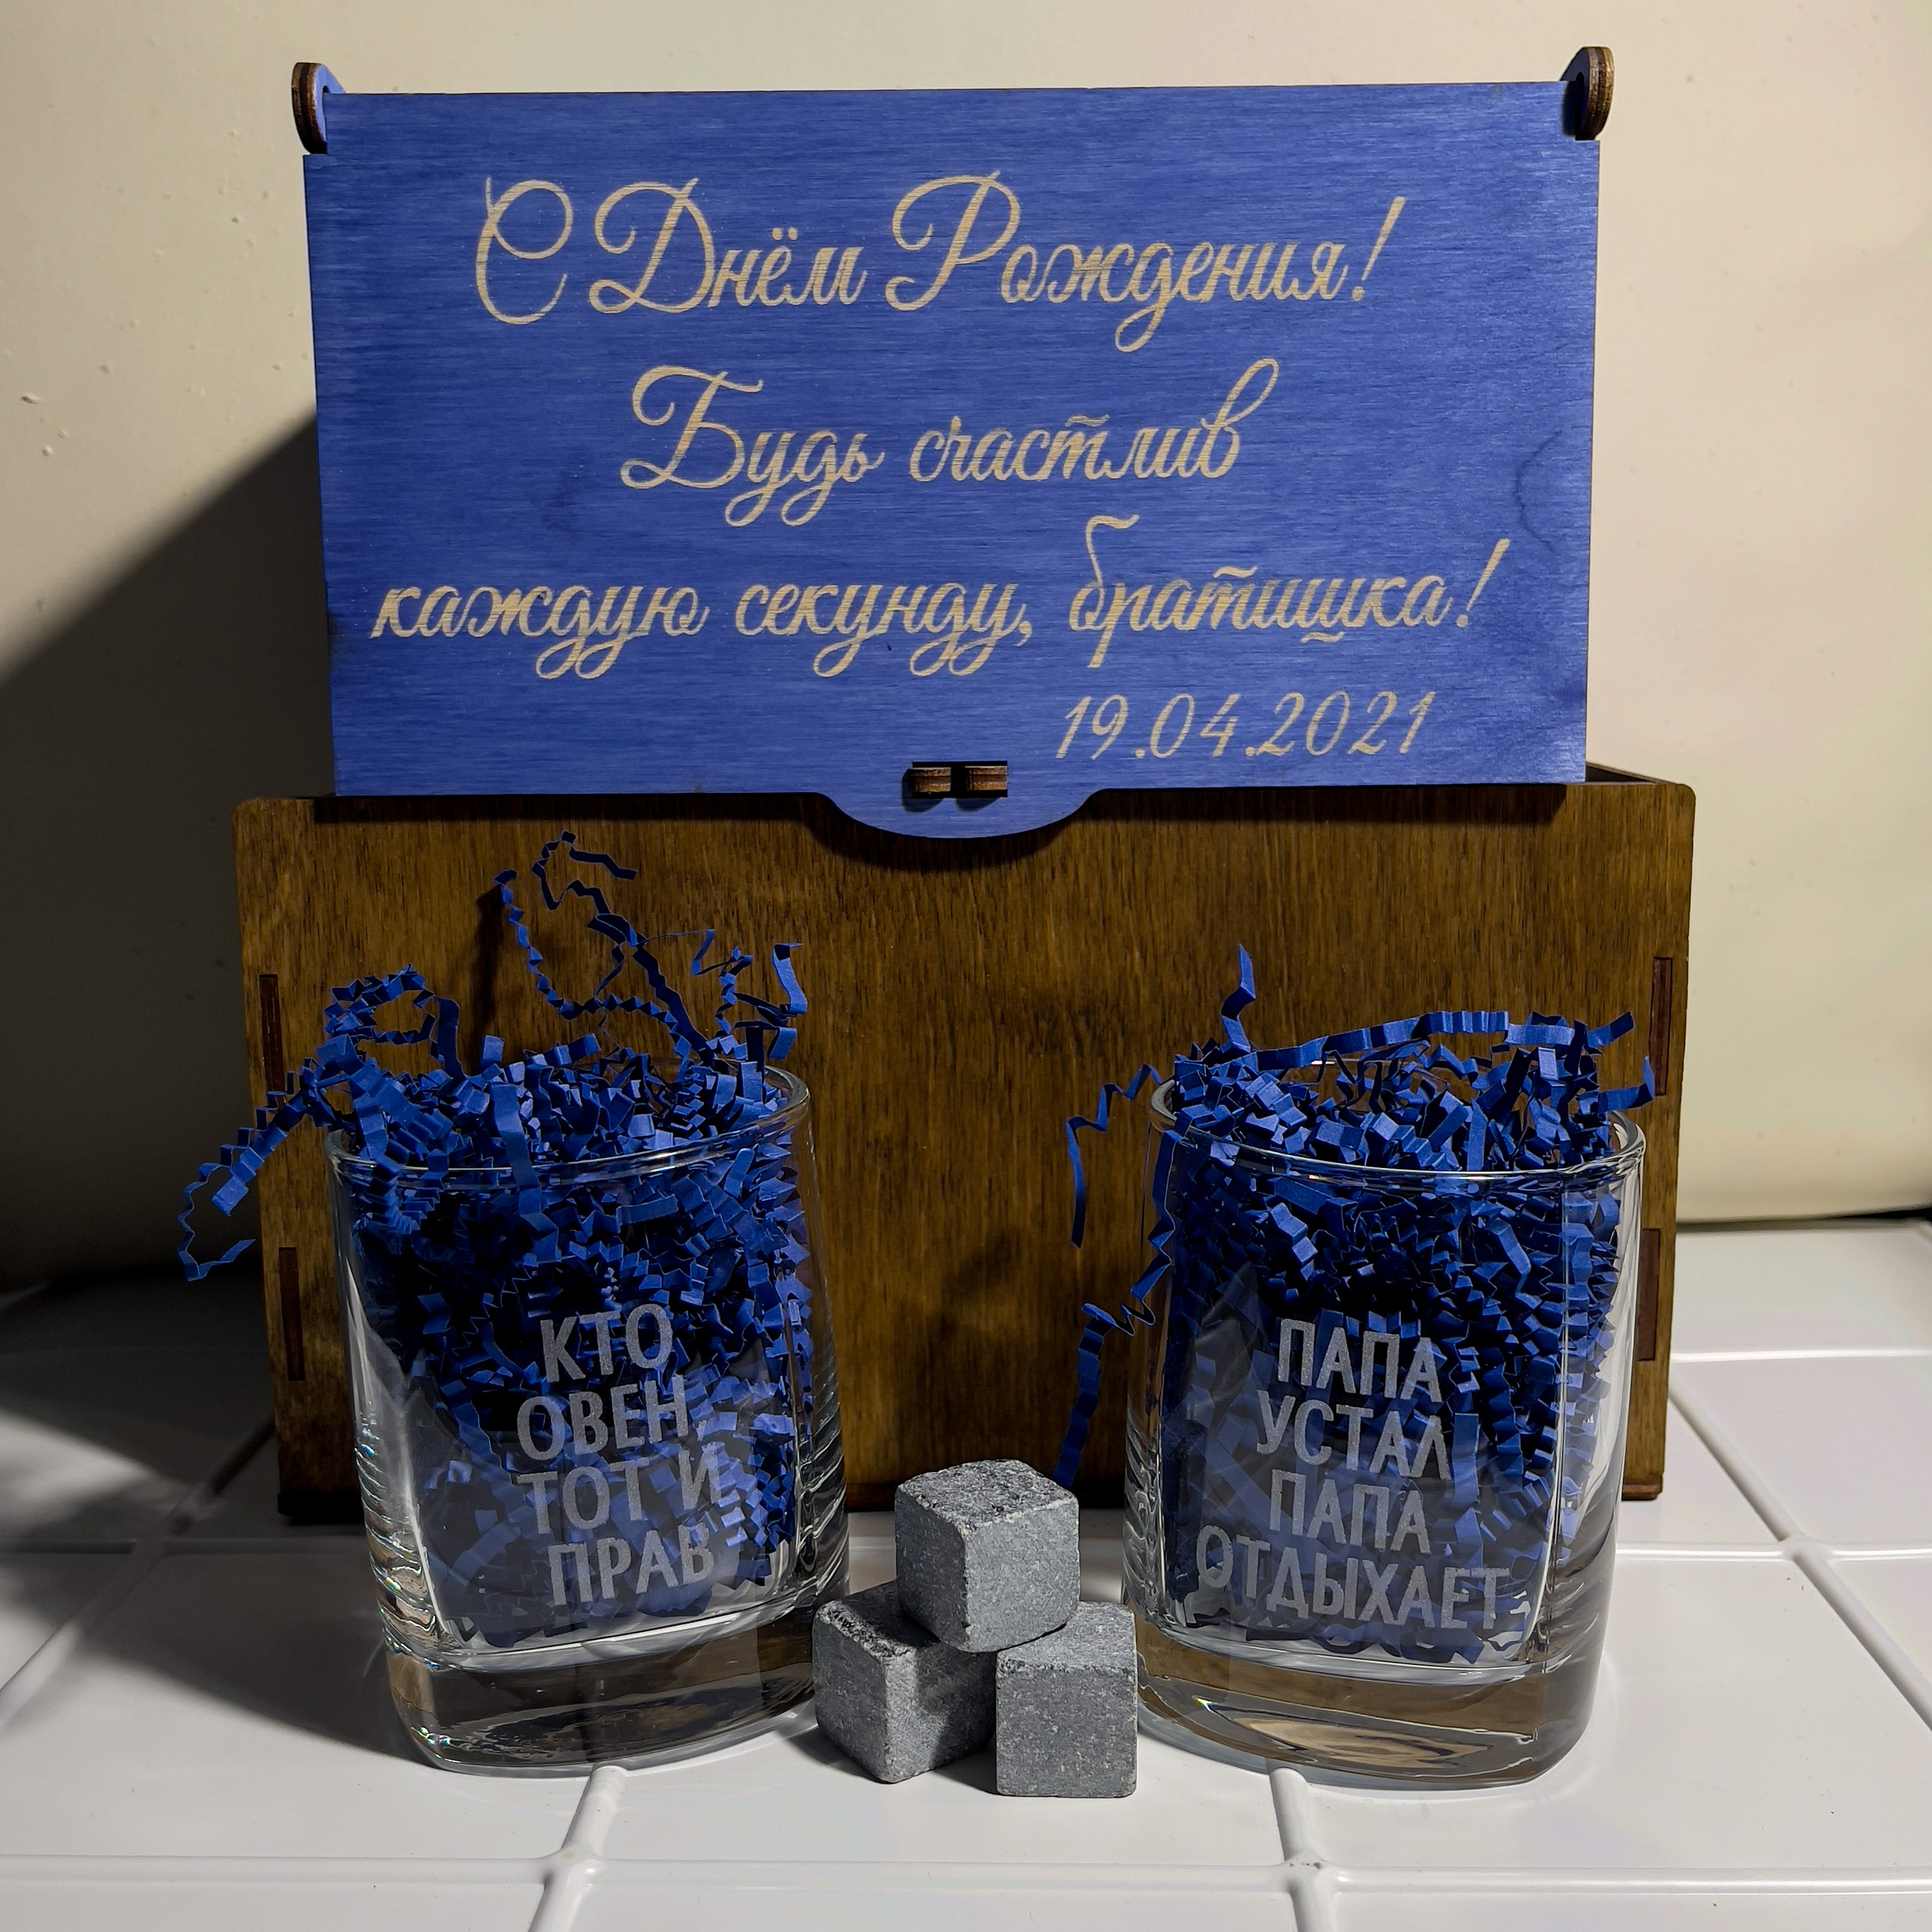 С Днём Рождения!
Будь счастлив
каждую секунду, братишка!
19.04.2021
КТО
ОВЕН,
ТОТ И
ПРАВ
ПАПА
УСТАЛ
ПАПА
ОТДЫХАЕТ